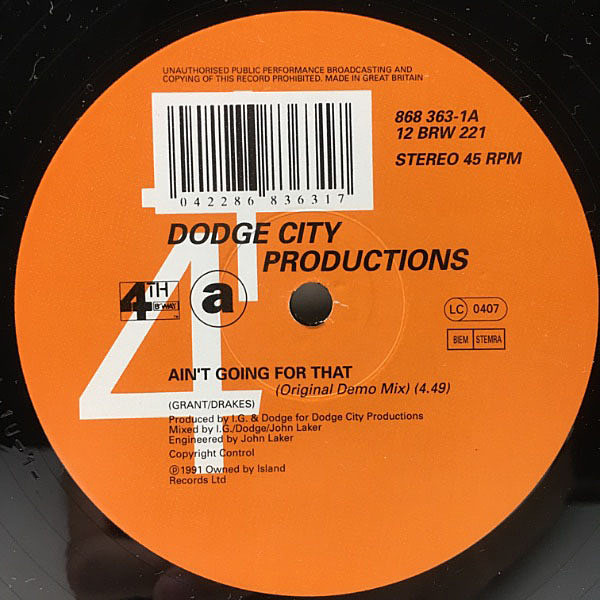 UNAUTHORISED PUBLIC PERFORMANCE BROADCASTING AND
COPYING OF THIS RECORD PROHIBITED. MADE IN GREAT BRITAIN
868 363-1A
12 BRW 221
STEREO 45 RPM
042286 836317
DODGE CITY
PRODUCTIONS
4TH
B'WAY
TM
a
4
LC 0407
BIEM STEMRA
AIN'T GOING FOR THAT
(Original Demo Mix) (4.49)
(GRANT/DRAKES)
Produced by I.G. & Dodge for Dodge City Productions
Mixed by I.G./Dodge/John Laker
Engineered by John Laker
Copyright Control
℗1991 Owned by Island
Records Ltd